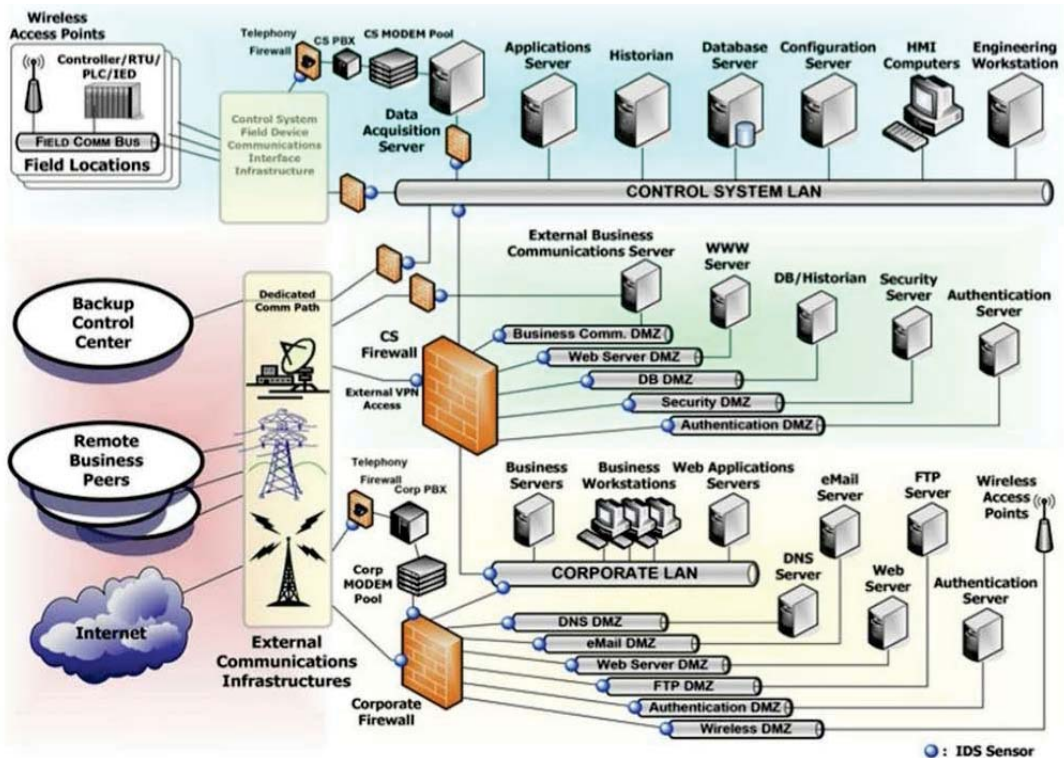 Wireless
Access Points
Controller/RTU/
PLC/IED
FIELD COMM BUS
Field Locations
Telephony
Firewall
CS PBX
CS MODEM Pool
Control System
Field Device
Communications
Interface
Infrastructure
Data
Acquisition
Server
Applications
Server
Historian
Database
Server
Configuration
Server
HMI
Computers
Engineering
Workstation
CONTROL SYSTEM LAN
Backup
Control
Center
Dedicated
Comm Path
External Business
Communications Server
WWW
Server
DB/Historian
Security
Server
Authentication
Server
CS
Firewall
External VPN
Access
Business Comm. DMZ
Web Server DMZ
DB DMZ
Security DMZ
Authentication DMZ
Remote
Business
Peers
Telephony
Firewall
Corp PBX
Corp
MODEM
Pool
Business
Servers
Business
Workstations
Web Applications
Servers
eMail
Server
FTP
Server
Wireless
Access
Points
CORPORATE LAN
DNS
Server
Web
Server
Authentication
Server
Internet
External
Communications
Infrastructures
Corporate
Firewall
DNS DMZ
eMail DMZ
Web Server DMZ
FTP DMZ
Authentication DMZ
Wireless DMZ
: IDS Sensor